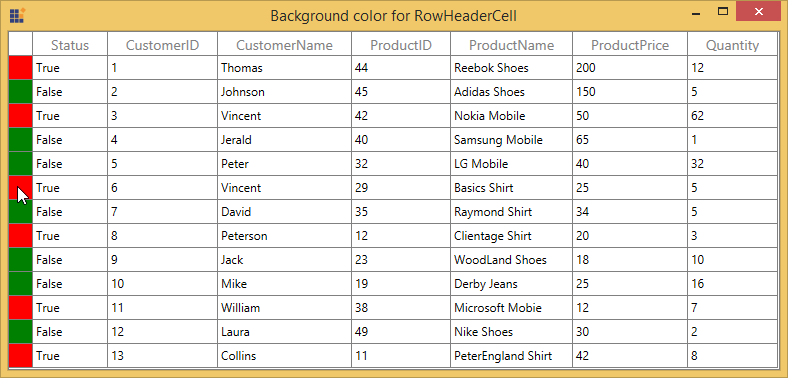 Background color for RowHeaderCell
Status CustomerID CustomerName ProductID ProductName ProductPrice Quantity
True 1 Thomas 44 Reebok Shoes 200 12
False 2 Johnson 45 Adidas Shoes 150 5
True 3 Vincent 42 Nokia Mobile 50 62
False 4 Jerald 40 Samsung Mobile 65 1
False 5 Peter 32 LG Mobile 40 32
True 6 Vincent 29 Basics Shirt 25 5
False 7 David 35 Raymond Shirt 34 5
True 8 Peterson 12 Clientage Shirt 20 3
False 9 Jack 23 WoodLand Shoes 18 10
False 10 Mike 19 Derby Jeans 25 16
True 11 William 38 Microsoft Mobie 12 7
False 12 Laura 49 Nike Shoes 30 2
True 13 Collins 11 PeterEngland Shirt 42 8